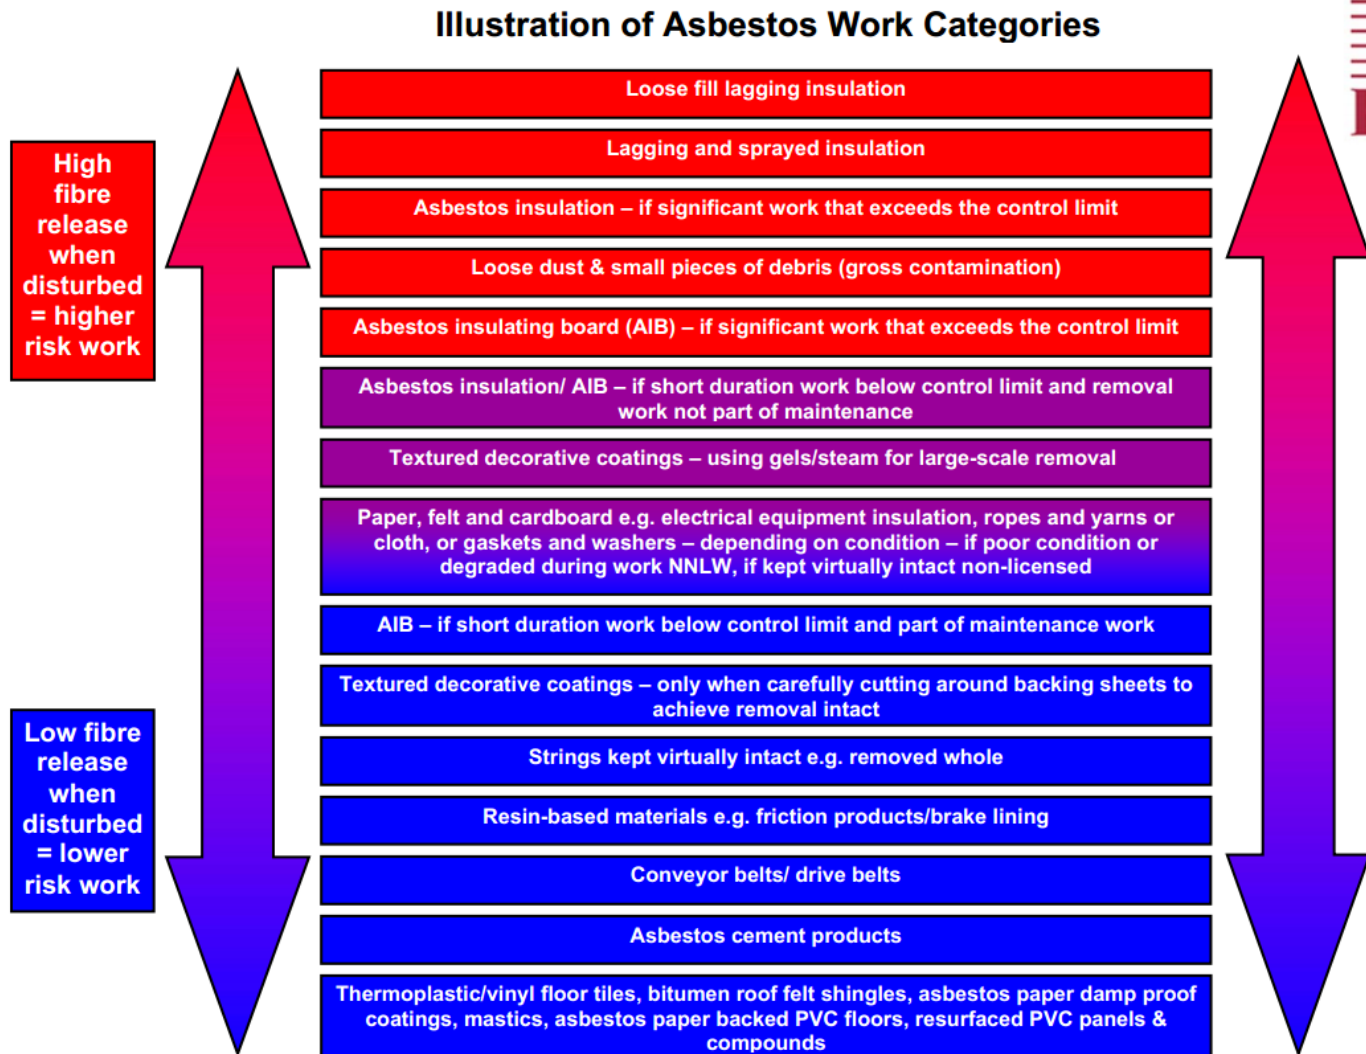 Illustration of Asbestos Work Categories
High
fibre
release
when
disturbed
= higher
risk work
Loose fill lagging insulation
Lagging and sprayed insulation
Asbestos insulation – if significant work that exceeds the control limit
Loose dust & small pieces of debris (gross contamination)
Asbestos insulating board (AIB) – if significant work that exceeds the control limit
Asbestos insulation/ AIB – if short duration work below control limit and removal
work not part of maintenance
Textured decorative coatings – using gels/steam for large-scale removal
Paper, felt and cardboard e.g. electrical equipment insulation, ropes and yarns or
cloth, or gaskets and washers – depending on condition – if poor condition or
degraded during work NNLW, if kept virtually intact non-licensed
AIB – if short duration work below control limit and part of maintenance work
Textured decorative coatings – only when carefully cutting around backing sheets to
achieve removal intact
Low fibre
release
when
disturbed
= lower
risk work
Strings kept virtually intact e.g. removed whole
Resin-based materials e.g. friction products/brake lining
Conveyor belts/ drive belts
Asbestos cement products
Thermoplastic/vinyl floor tiles, bitumen roof felt shingles, asbestos paper damp proof
coatings, mastics, asbestos paper backed PVC floors, resurfaced PVC panels &
compounds